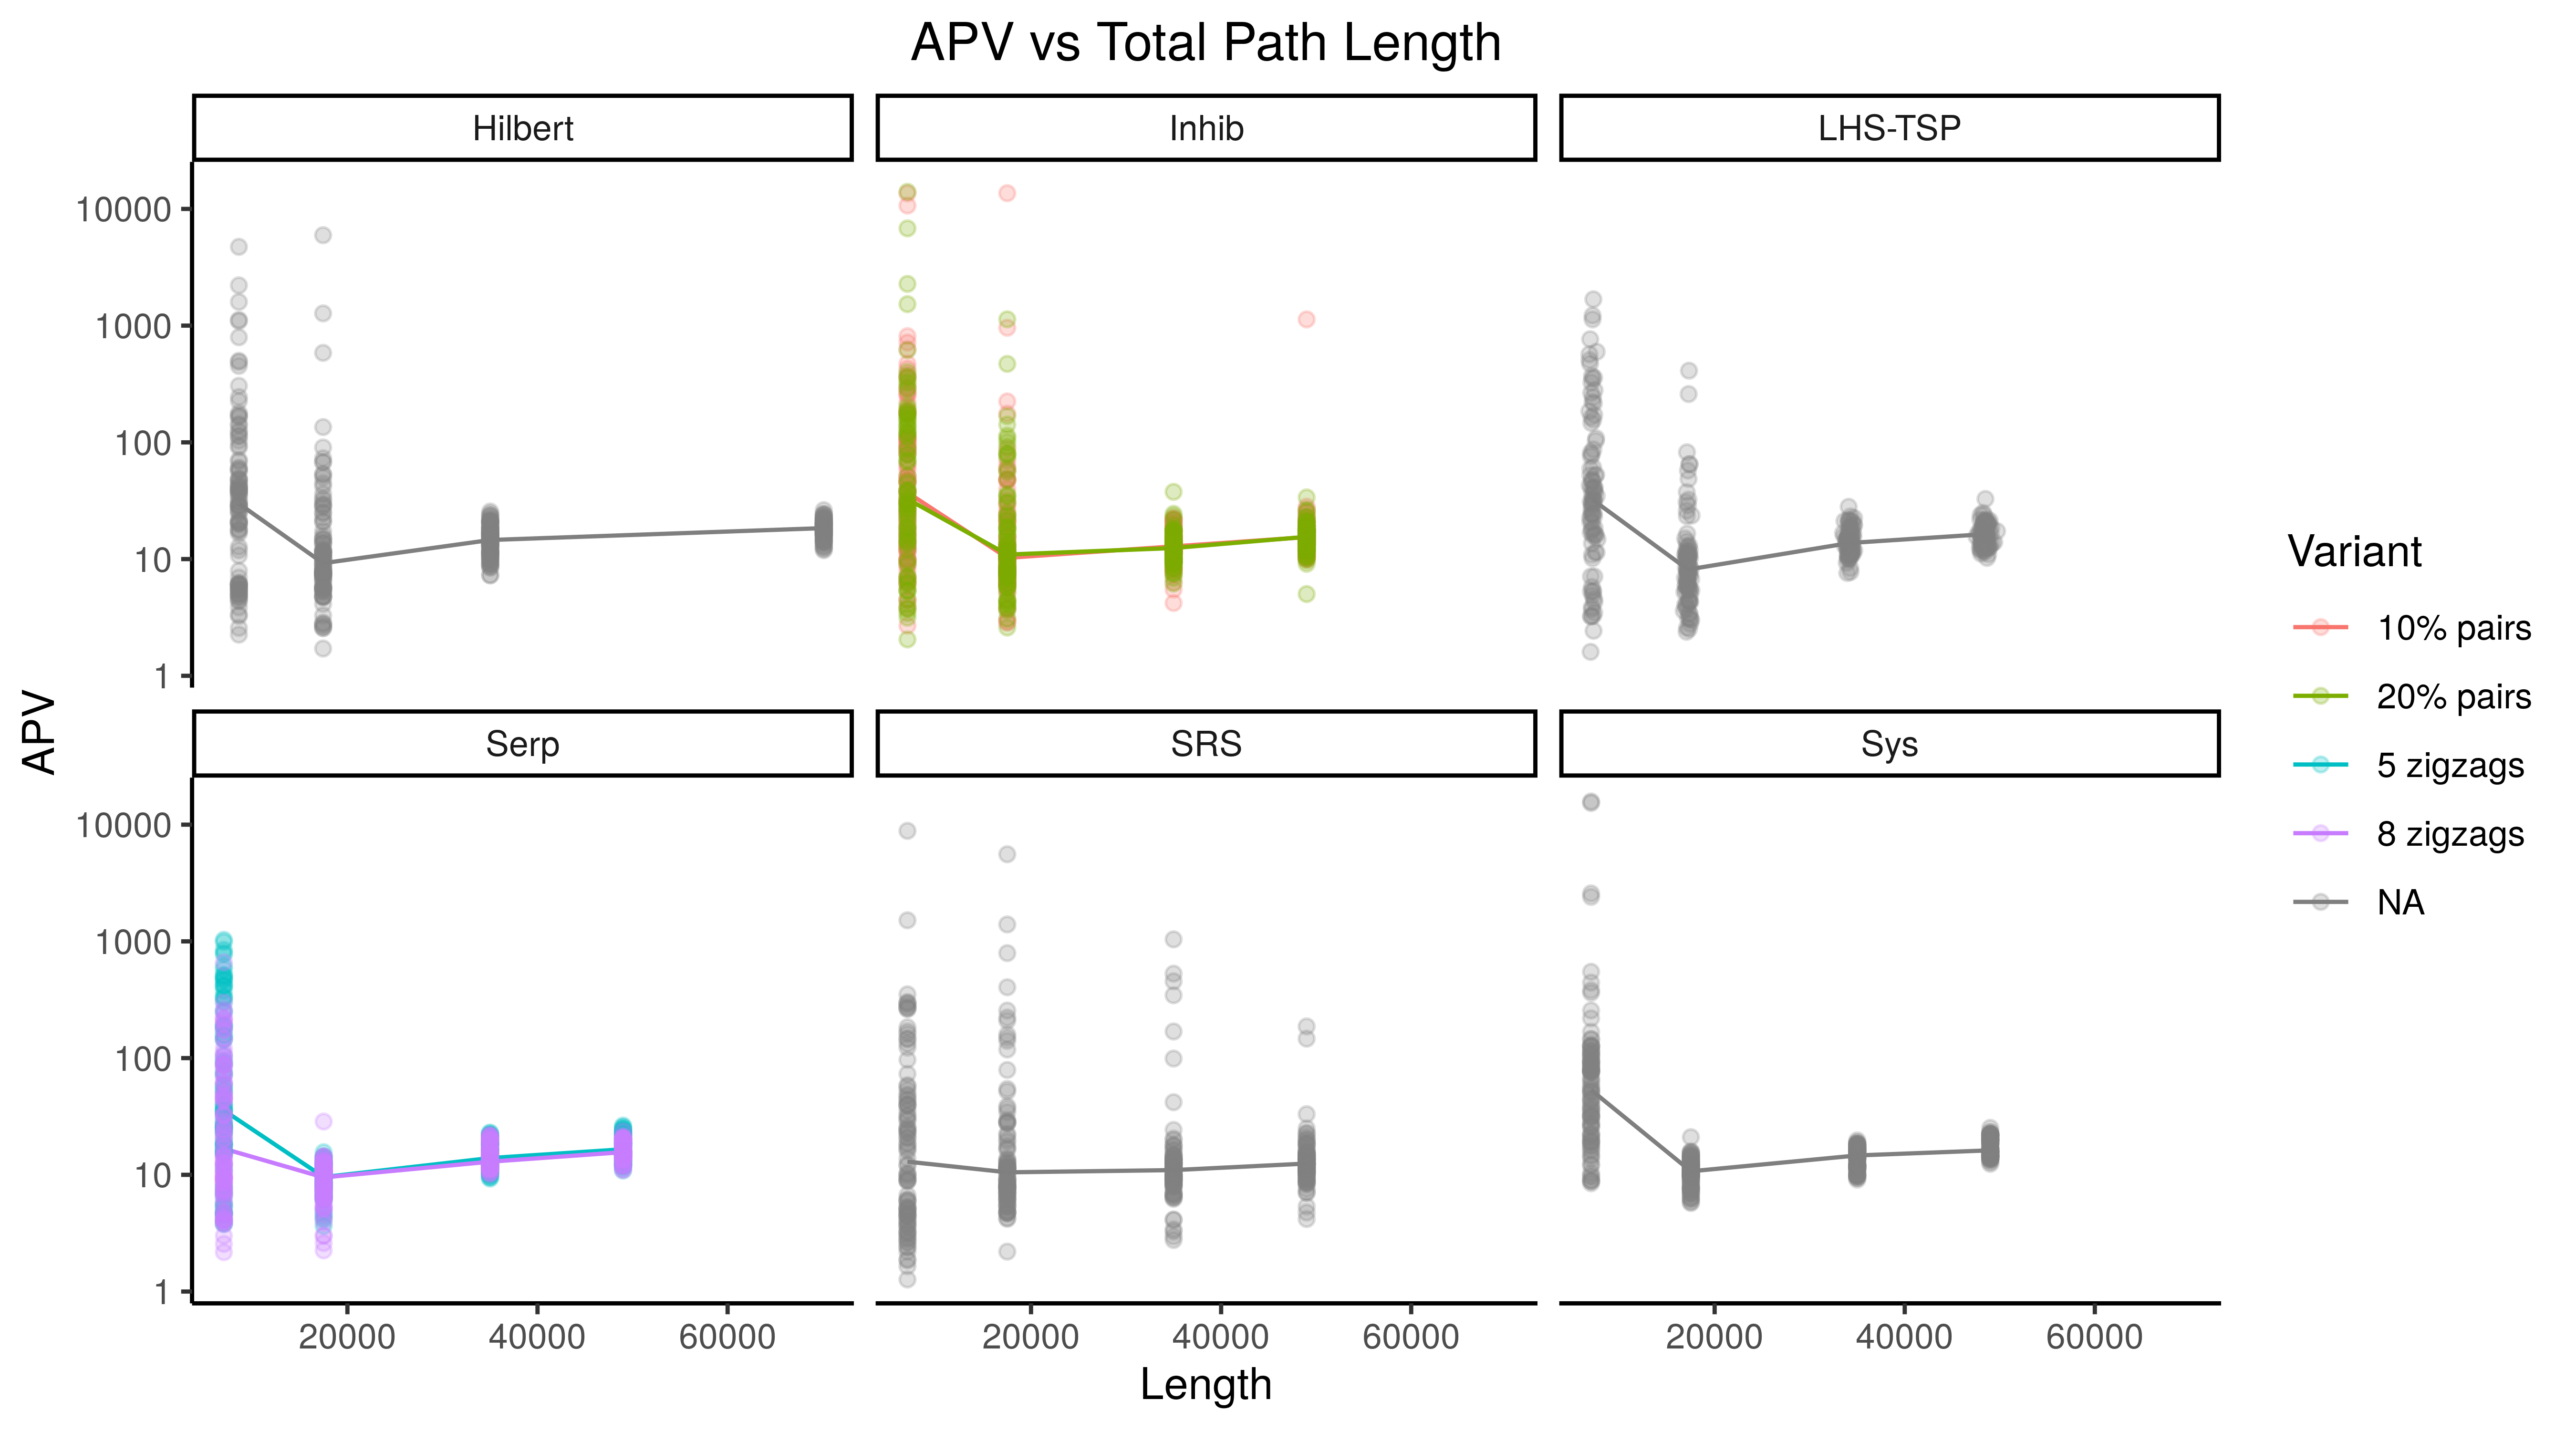 APV vs Total Path Length
Hilbert
Inhib
LHS-TSP
10000
1000
100
10
1
Serp
SRS
Sys
10000
1000
100
10
1
APV
20000 40000 60000
20000 40000 60000
20000 40000 60000
Length
Variant
10% pairs
20% pairs
5 zigzags
8 zigzags
NA